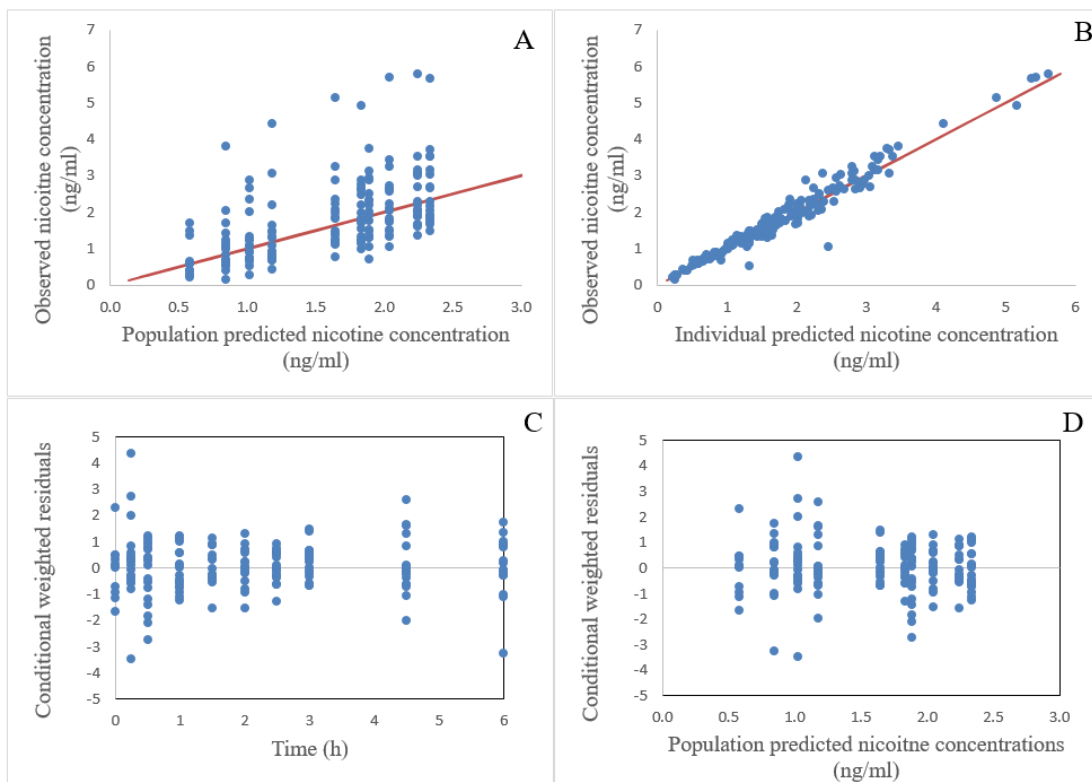 A
Observed nicoitne concentration
(ng/ml)
7
6
5
4
3
2
1
0
0.0 0.5 1.0 1.5 2.0 2.5 3.0
Population predicted nicotine concentration
(ng/ml)
B
Observed nicotine concentration
(ng/ml)
7
6
5
4
3
2
1
0
0 1 2 3 4 5 6
Individual predicted nicotine concentration
(ng/ml)
C
Conditional weighted residuals
5
4
3
2
1
0
-1
-2
-3
-4
-5
0 1 2 3 4 5 6
Time (h)
D
Conditional weighted residuals
5
4
3
2
1
0
-1
-2
-3
-4
-5
0.0 0.5 1.0 1.5 2.0 2.5 3.0
Population predicted nicoitne concentrations
(ng/ml)